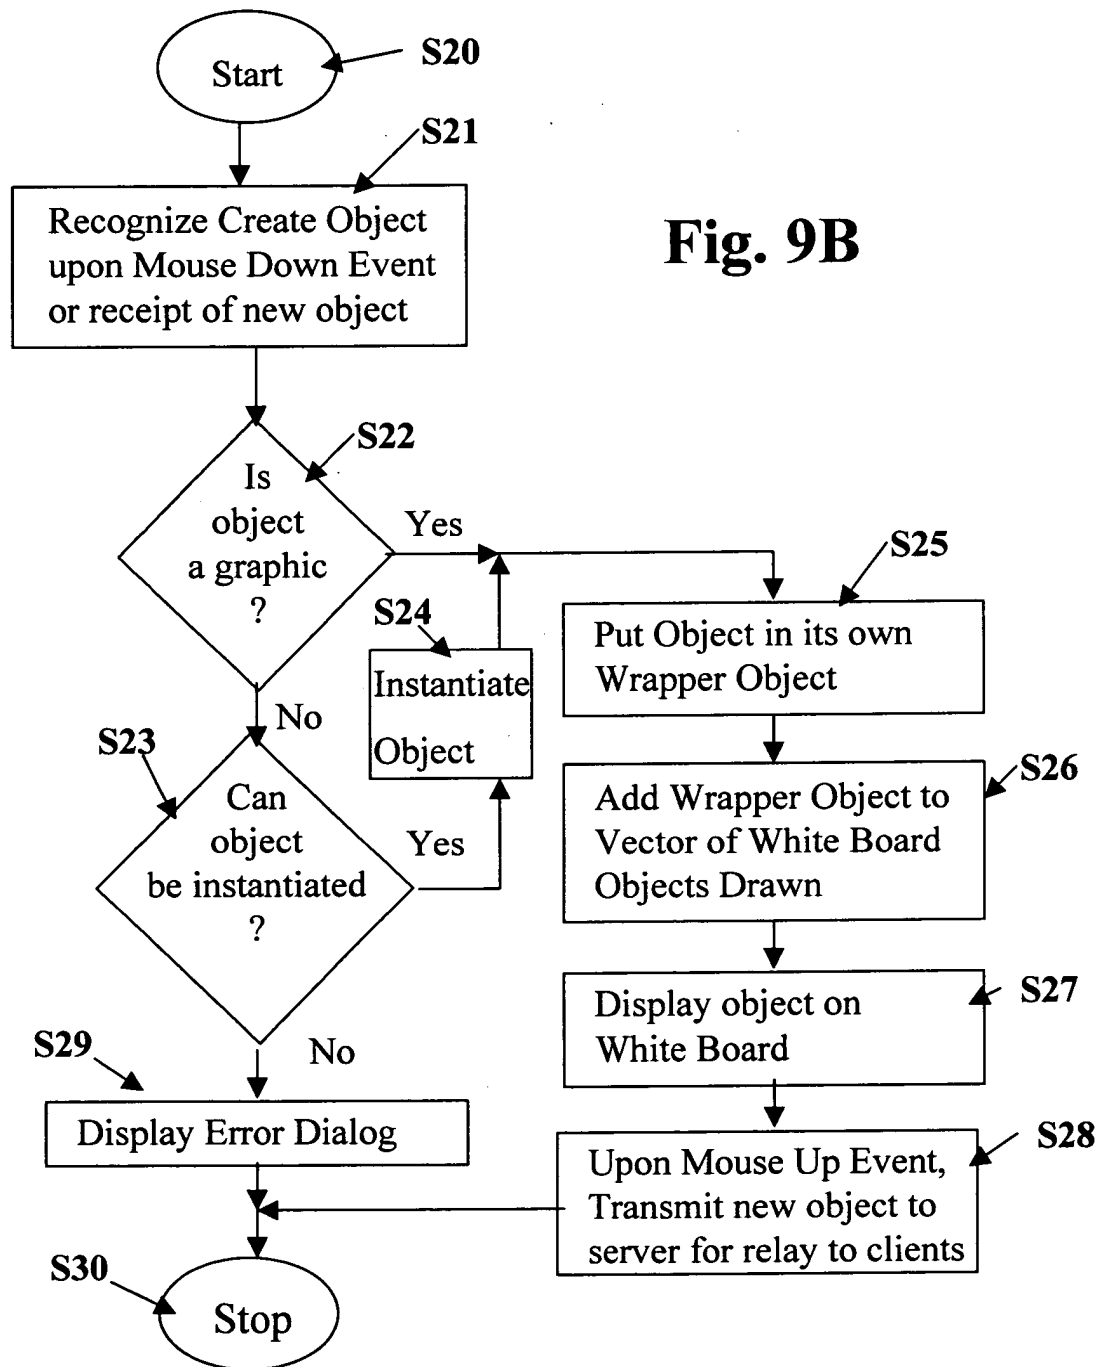 Start
S20
S21
Recognize Create Object
upon Mouse Down Event
or receipt of new object
Fig. 9B
S22
Is
object
a graphic
?
Yes
No
S24
Instantiate
Object
S23
Can
object
be instantiated
?
Yes
No
S25
Put Object in its own
Wrapper Object
S26
Add Wrapper Object to
Vector of White Board
Objects Drawn
S27
Display object on
White Board
S28
Upon Mouse Up Event,
Transmit new object to
server for relay to clients
S29
Display Error Dialog
S30
Stop